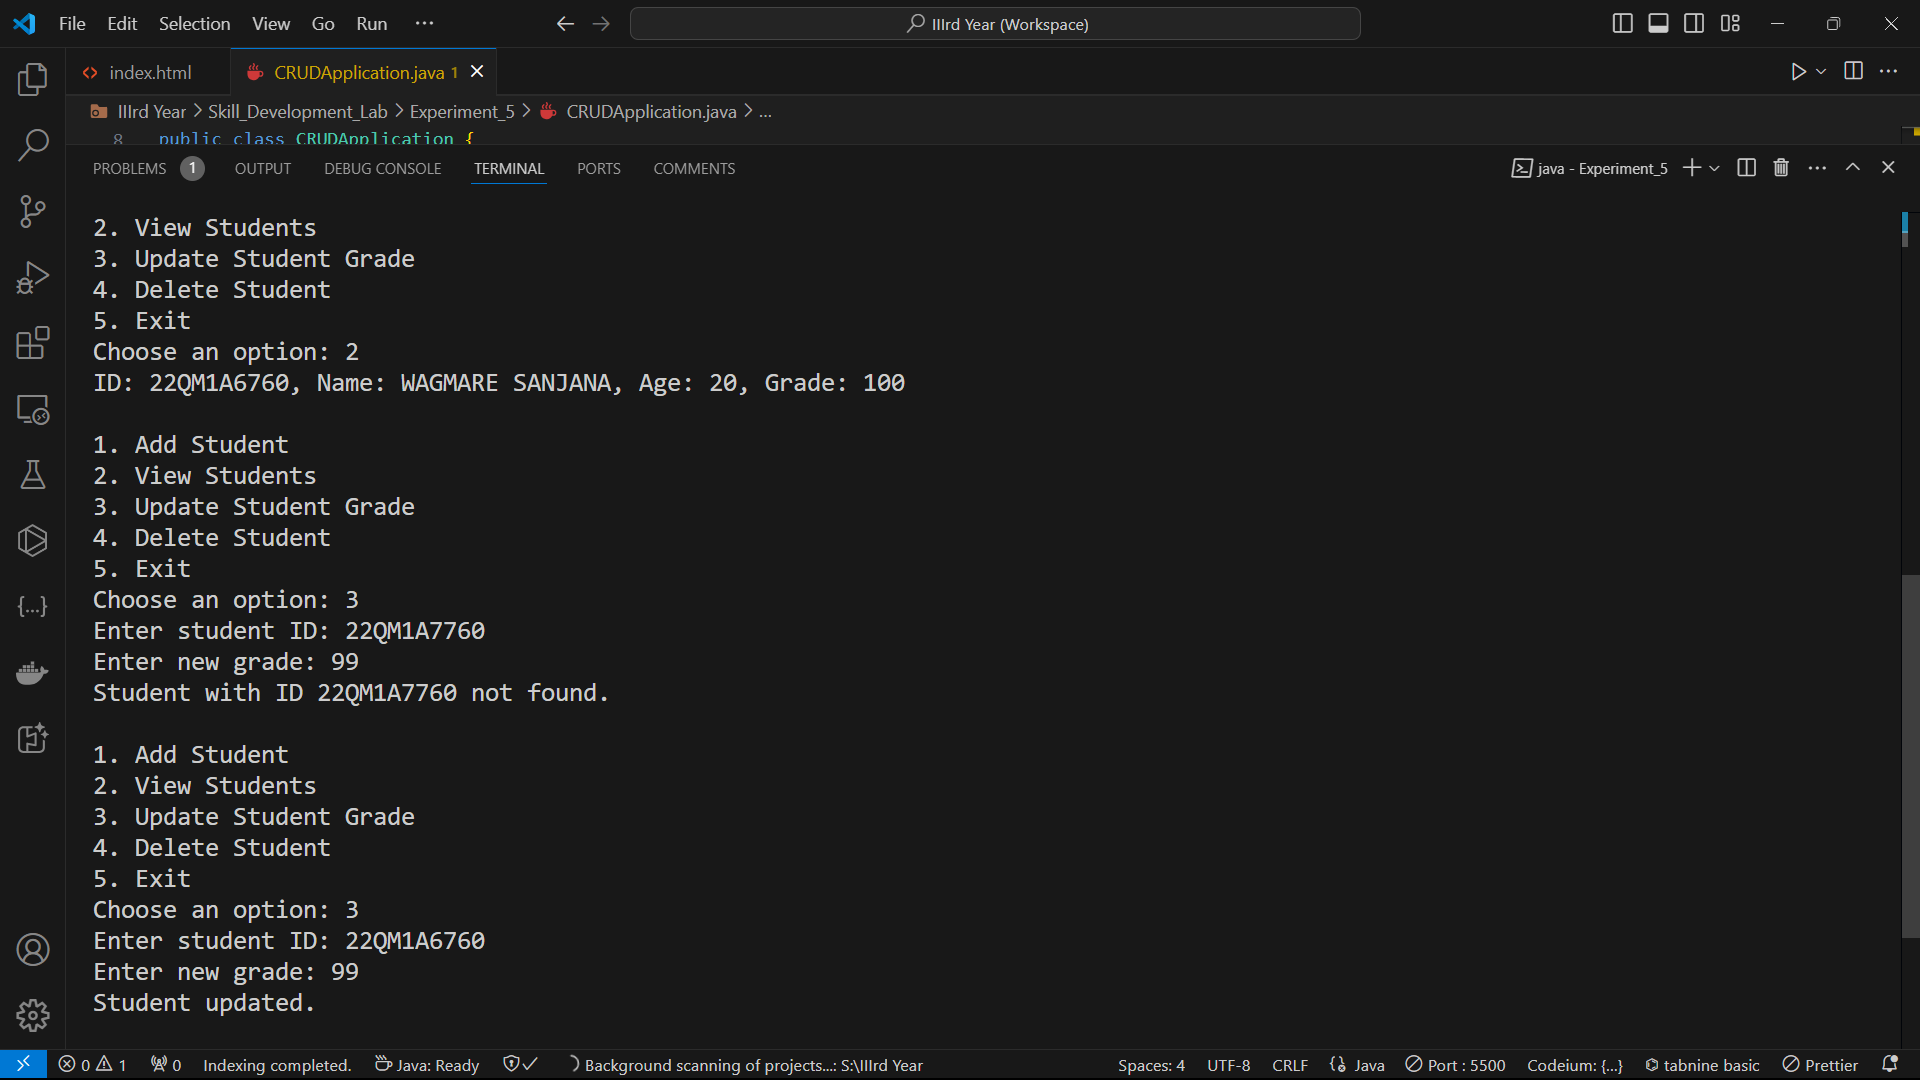 File Edit Selection View Go Run ... IIIrd Year (Workspace)
index.html CRUDApplication.java 1
IIIrd Year > Skill_Development_Lab > Experiment_5 > CRUDApplication.java > ...
8 public class CRUDApplication {
PROBLEMS 1 OUTPUT DEBUG CONSOLE TERMINAL PORTS COMMENTS java - Experiment_5
2. View Students
3. Update Student Grade
4. Delete Student
5. Exit
Choose an option: 2
ID: 22QM1A6760, Name: WAGMARE SANJANA, Age: 20, Grade: 100
1. Add Student
2. View Students
3. Update Student Grade
4. Delete Student
5. Exit
Choose an option: 3
Enter student ID: 22QM1A7760
Enter new grade: 99
Student with ID 22QM1A7760 not found.
1. Add Student
2. View Students
3. Update Student Grade
4. Delete Student
5. Exit
Choose an option: 3
Enter student ID: 22QM1A6760
Enter new grade: 99
Student updated.
0 1 0 Indexing completed. Java: Ready Background scanning of projects...: S:\IIIrd Year Spaces: 4 UTF-8 CRLF Java Port : 5500 Codeium: {...} tabnine basic Prettier